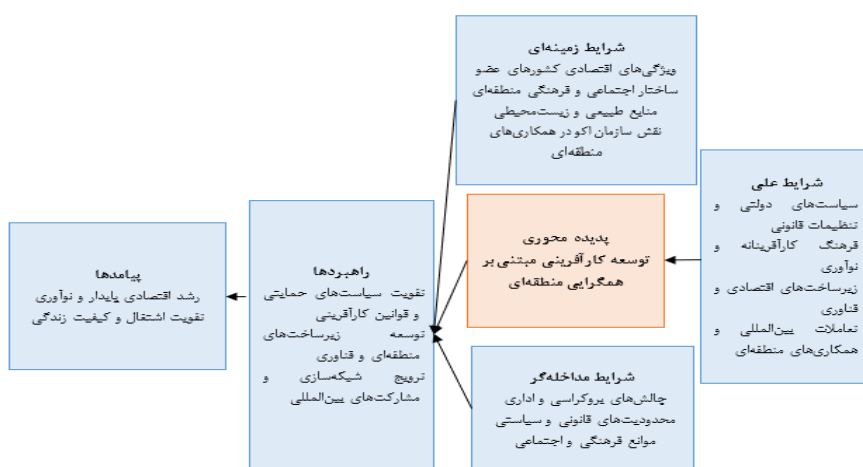 شرایط زمینه‌ای
ویژگی‌های اقتصادی کشورهای عضو
ساختار اجتماعی و فرهنگی منطقه‌ای
منابع طبیعی و زیست‌محیطی
نقش سازمان اکو در همکاری‌های
منطقه‌ای
شرایط علی
سیاست‌های دولتی و
تنظیمات قانونی
فرهنگ کارآفرینانه و
نوآوری
زیرساخت‌های اقتصادی و
فناوری
تعاملات بین‌المللی و
همکاری‌های منطقه‌ای
پدیده محوری
توسعه کارآفرینی مبتنی بر
همگرایی منطقه‌ای
شرایط مداخله‌گر
چالش‌های بروکراسی و اداری
محدودیت‌های قانونی و سیاستی
موانع فرهنگی و اجتماعی
راهبردها
تقویت سیاست‌های حمایتی
و قوانین کارآفرینی
توسعه زیرساخت‌های
منطقه‌ای و فناوری
ترویج شبکه‌سازی و
مشارکت‌های بین‌المللی
پیامدها
رشد اقتصادی پایدار و نوآوری
تقویت اشتغال و کیفیت زندگی